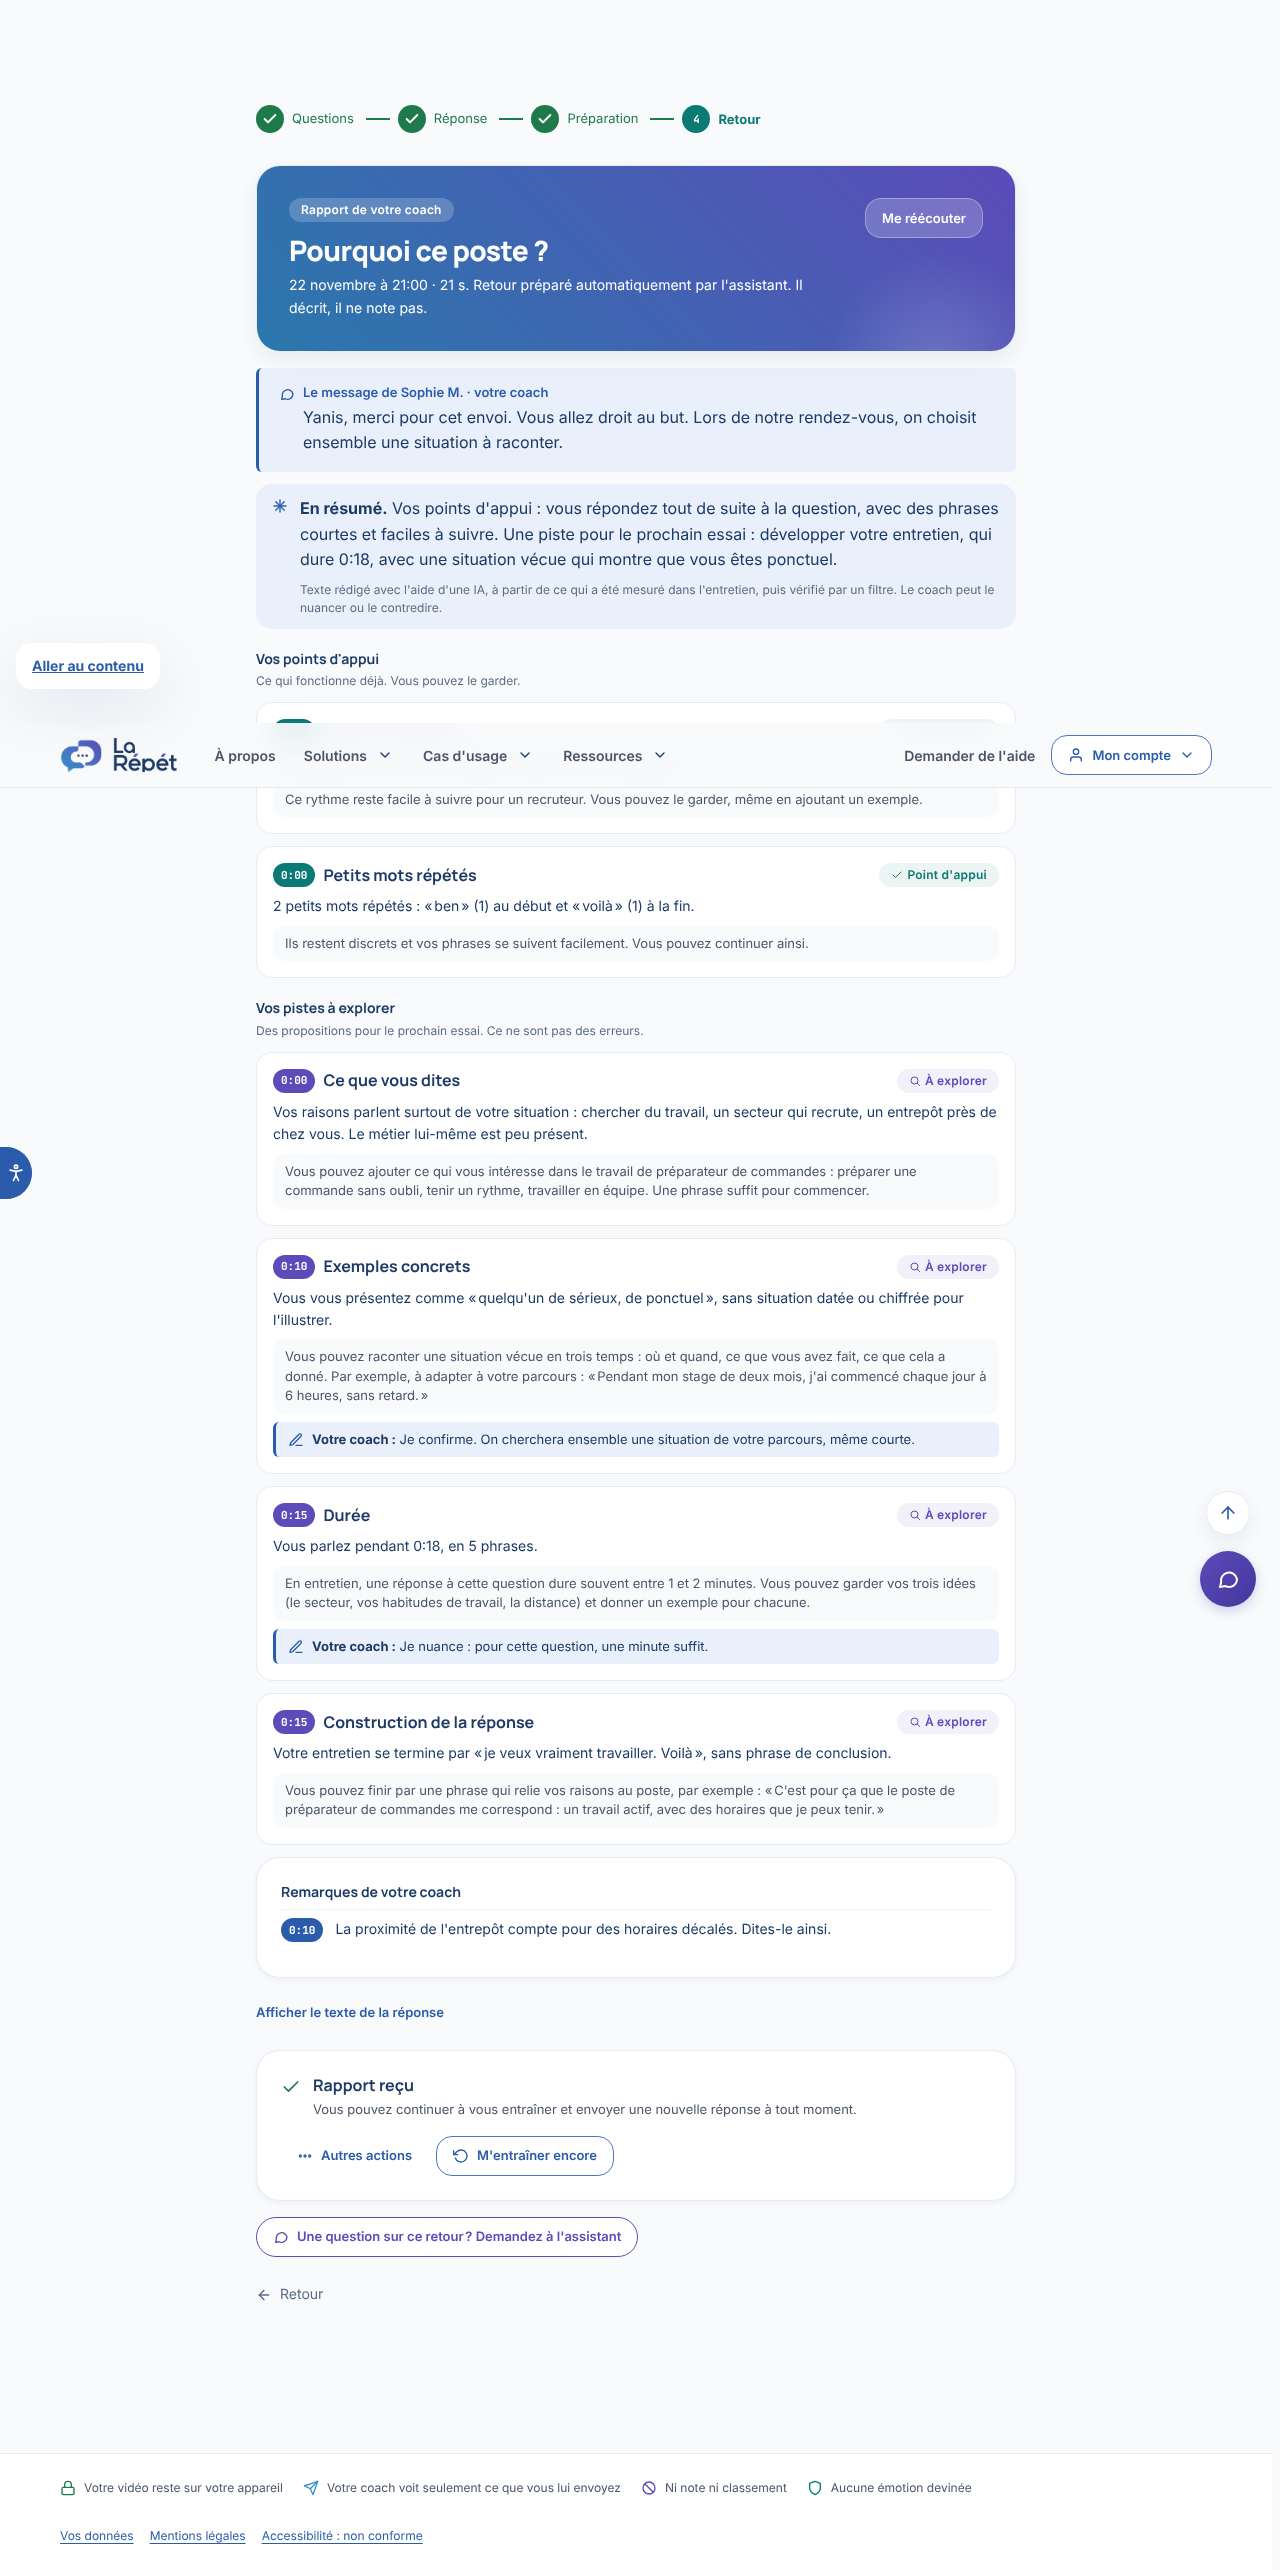 Questions
Réponse
Préparation
4
Retour
Rapport de votre coach
Me réécouter
Pourquoi ce poste ?
22 novembre à 21:00 · 21 s. Retour préparé automatiquement par l'assistant. Il
décrit, il ne note pas.
Le message de Sophie M. · votre coach
Yanis, merci pour cet envoi. Vous allez droit au but. Lors de notre rendez-vous, on choisit
ensemble une situation à raconter.
En résumé. Vos points d'appui : vous répondez tout de suite à la question, avec des phrases
courtes et faciles à suivre. Une piste pour le prochain essai : développer votre entretien, qui
dure 0:18, avec une situation vécue qui montre que vous êtes ponctuel.
Texte rédigé avec l'aide d'une IA, à partir de ce qui a été mesuré dans l'entretien, puis vérifié par un filtre. Le coach peut le
nuancer ou le contredire.
Vos points d'appui
Aller au contenu
Ce qui fonctionne déjà. Vous pouvez le garder.
La Répét
À propos
Solutions
Cas d'usage
Ressources
Demander de l'aide
Mon compte
Ce rythme reste facile à suivre pour un recruteur. Vous pouvez le garder, même en ajoutant un exemple.
0:00 Petits mots répétés
Point d'appui
2 petits mots répétés : « ben » (1) au début et « voilà » (1) à la fin.
Ils restent discrets et vos phrases se suivent facilement. Vous pouvez continuer ainsi.
Vos pistes à explorer
Des propositions pour le prochain essai. Ce ne sont pas des erreurs.
0:00 Ce que vous dites
À explorer
Vos raisons parlent surtout de votre situation : chercher du travail, un secteur qui recrute, un entrepôt près de
chez vous. Le métier lui-même est peu présent.
Vous pouvez ajouter ce qui vous intéresse dans le travail de préparateur de commandes : préparer une
commande sans oubli, tenir un rythme, travailler en équipe. Une phrase suffit pour commencer.
0:10 Exemples concrets
À explorer
Vous vous présentez comme « quelqu'un de sérieux, de ponctuel », sans situation datée ou chiffrée pour
l'illustrer.
Vous pouvez raconter une situation vécue en trois temps : où et quand, ce que vous avez fait, ce que cela a
donné. Par exemple, à adapter à votre parcours : « Pendant mon stage de deux mois, j'ai commencé chaque jour à
6 heures, sans retard. »
Votre coach : Je confirme. On cherchera ensemble une situation de votre parcours, même courte.
0:15 Durée
À explorer
Vous parlez pendant 0:18, en 5 phrases.
En entretien, une réponse à cette question dure souvent entre 1 et 2 minutes. Vous pouvez garder vos trois idées
(le secteur, vos habitudes de travail, la distance) et donner un exemple pour chacune.
Votre coach : Je nuance : pour cette question, une minute suffit.
0:15 Construction de la réponse
À explorer
Votre entretien se termine par « je veux vraiment travailler. Voilà », sans phrase de conclusion.
Vous pouvez finir par une phrase qui relie vos raisons au poste, par exemple : « C'est pour ça que le poste de
préparateur de commandes me correspond : un travail actif, avec des horaires que je peux tenir. »
Remarques de votre coach
0:10 La proximité de l'entrepôt compte pour des horaires décalés. Dites-le ainsi.
Afficher le texte de la réponse
Rapport reçu
Vous pouvez continuer à vous entraîner et envoyer une nouvelle réponse à tout moment.
Autres actions
M'entraîner encore
Une question sur ce retour ? Demandez à l'assistant
Retour
Votre vidéo reste sur votre appareil
Votre coach voit seulement ce que vous lui envoyez
Ni note ni classement
Aucune émotion devinée
Vos données
Mentions légales
Accessibilité : non conforme